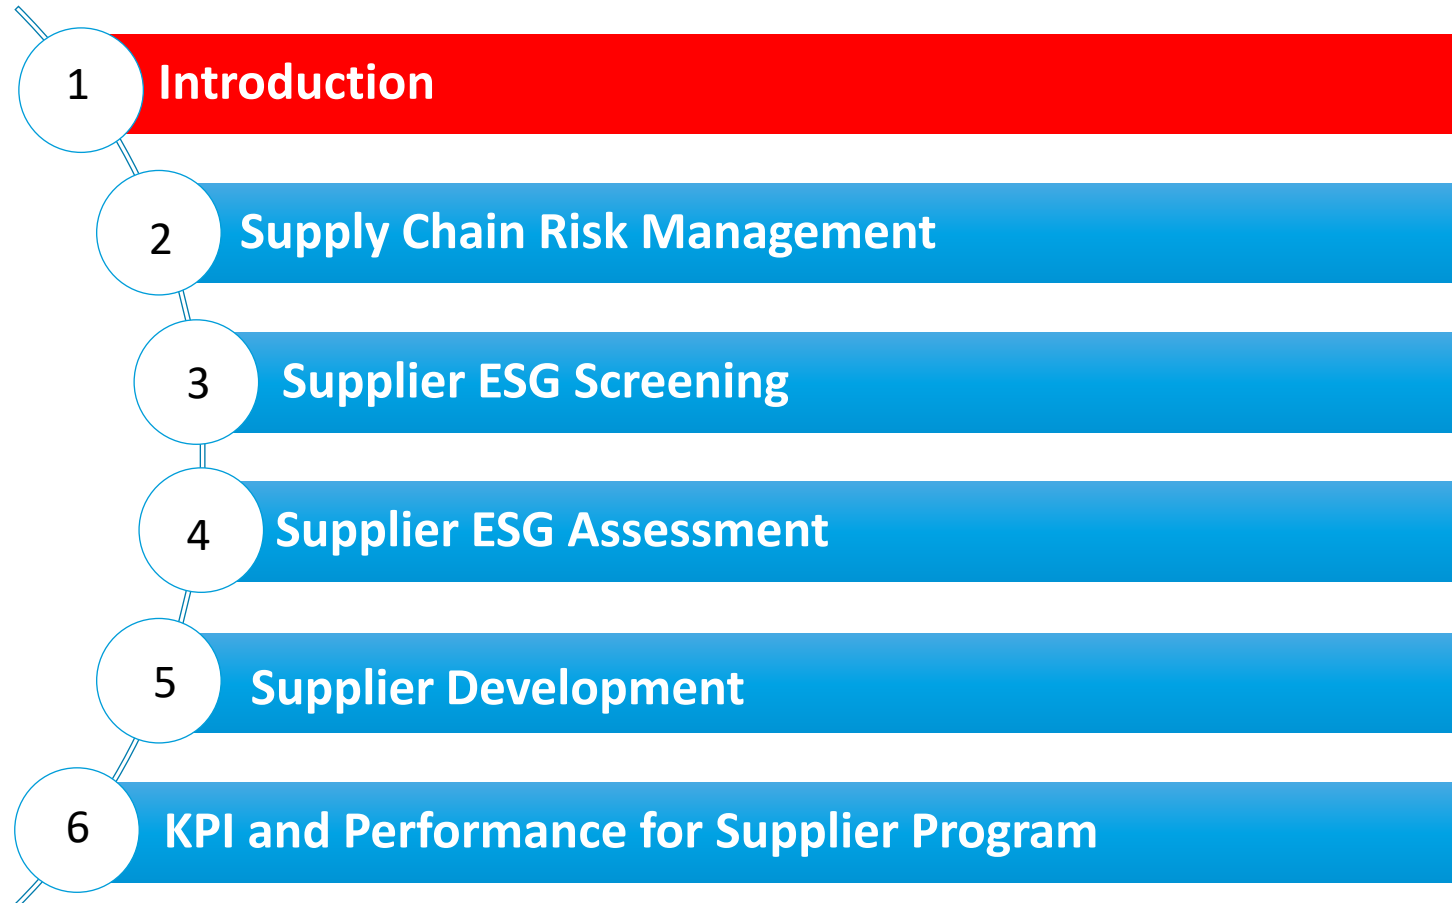 1 Introduction
2 Supply Chain Risk Management
3 Supplier ESG Screening
4 Supplier ESG Assessment
5 Supplier Development
6 KPI and Performance for Supplier Program